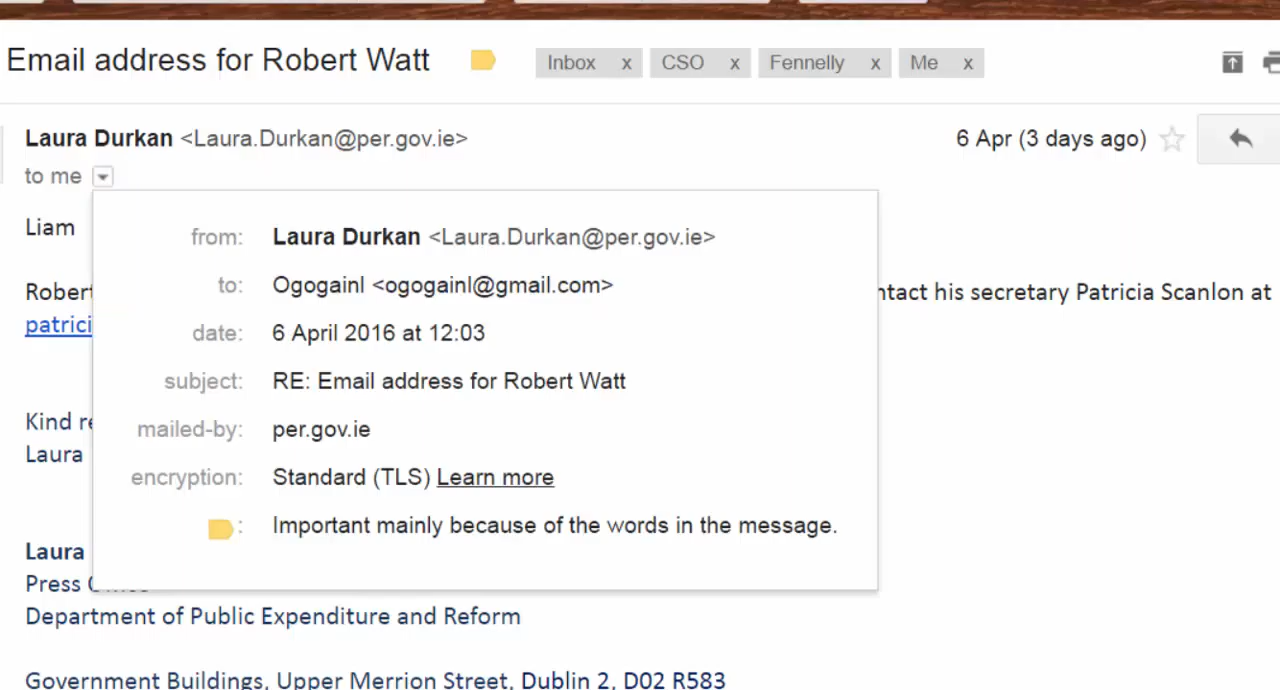 Email address for Robert Watt Inbox x CSO x Fennelly x Me x
Laura Durkan <Laura.Durkan@per.gov.ie> 6 Apr (3 days ago)
to me
Liam
from: Laura Durkan <Laura.Durkan@per.gov.ie>
to: Ogogainl <ogogainl@gmail.com>
his secretary Patricia Scanlon at
date: 6 April 2016 at 12:03
subject: RE: Email address for Robert Watt
Kind
mailed-by: per.gov.ie
Laura
encryption: Standard (TLS) Learn more
: Important mainly because of the words in the message.
Laura
Press
Department of Public Expenditure and Reform
Government Buildings, Upper Merrion Street, Dublin 2, D02 R583